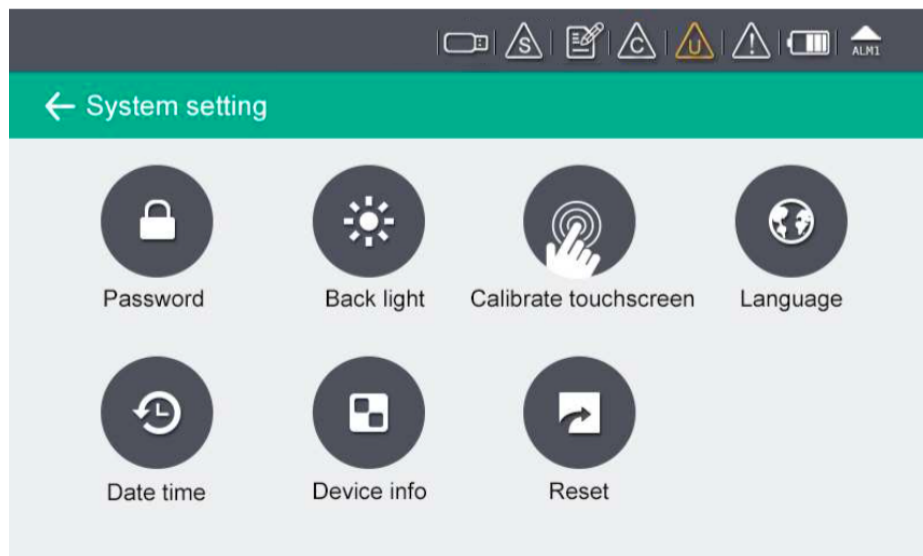 S C U ! ALM1
System setting
Password Back light Calibrate touchscreen Language
Date time Device info Reset